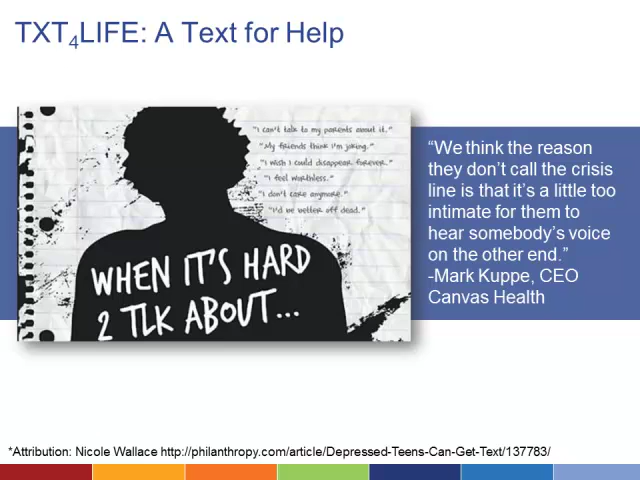 TXT4LIFE: A Text for Help
"I can't talk to my parents about it."
"My friends think I'm joking."
"I wish I could disappear forever."
"I feel worthless."
"I don't care anymore."
"I'd be better off dead."
WHEN IT'S HARD
2 TLK ABOUT...
“We think the reason
they don’t call the crisis
line is that it’s a little too
intimate for them to
hear somebody’s voice
on the other end.”
-Mark Kuppe, CEO
Canvas Health
*Attribution: Nicole Wallace http://philanthropy.com/article/Depressed-Teens-Can-Get-Text/137783/